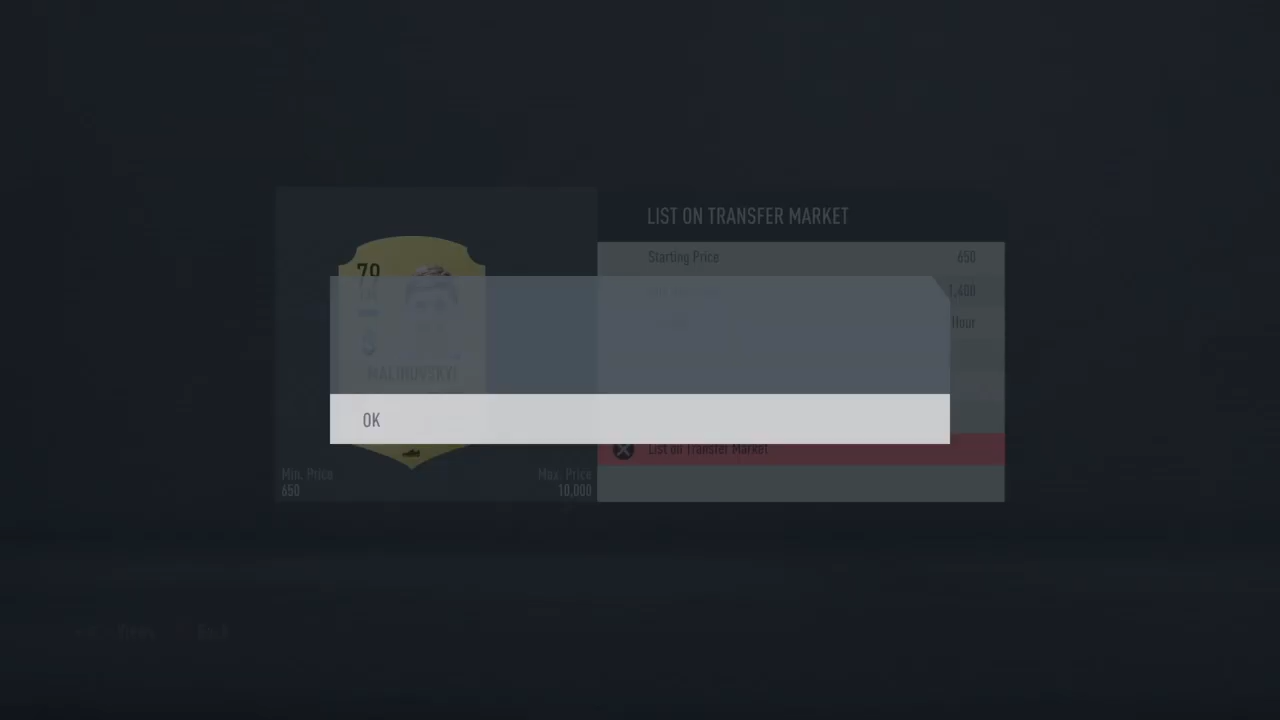 LIST ON TRANSFER MARKET
Starting Price 650
1,400
Hour
79
MALINOVSKYI
OK
List on Transfer Market
Min. Price
650
Max. Price
10,000
Back